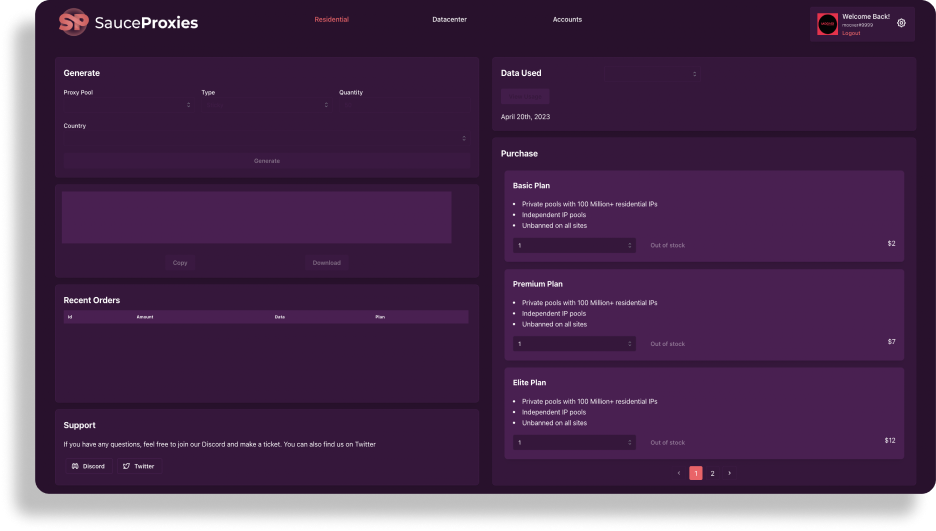 SP SauceProxies
Residential
Datacenter
Accounts
Welcome Back!
Logout
Generate
Proxy Pool
Type
Quantity
Country
Generate
Copy
Download
Recent Orders
Id
Amount
Data
Plan
Support
If you have any questions, feel free to join our Discord and make a ticket. You can also find us on Twitter
Discord
Twitter
Data Used
April 20th, 2023
Purchase
Basic Plan
• Private pools with 100 Million+ residential IPs
• Independent IP pools
• Unbanned on all sites
1
Out of stock
$2
Premium Plan
• Private pools with 100 Million+ residential IPs
• Independent IP pools
• Unbanned on all sites
1
Out of stock
$7
Elite Plan
• Private pools with 100 Million+ residential IPs
• Independent IP pools
• Unbanned on all sites
1
Out of stock
$12
‹ 1 2 ›